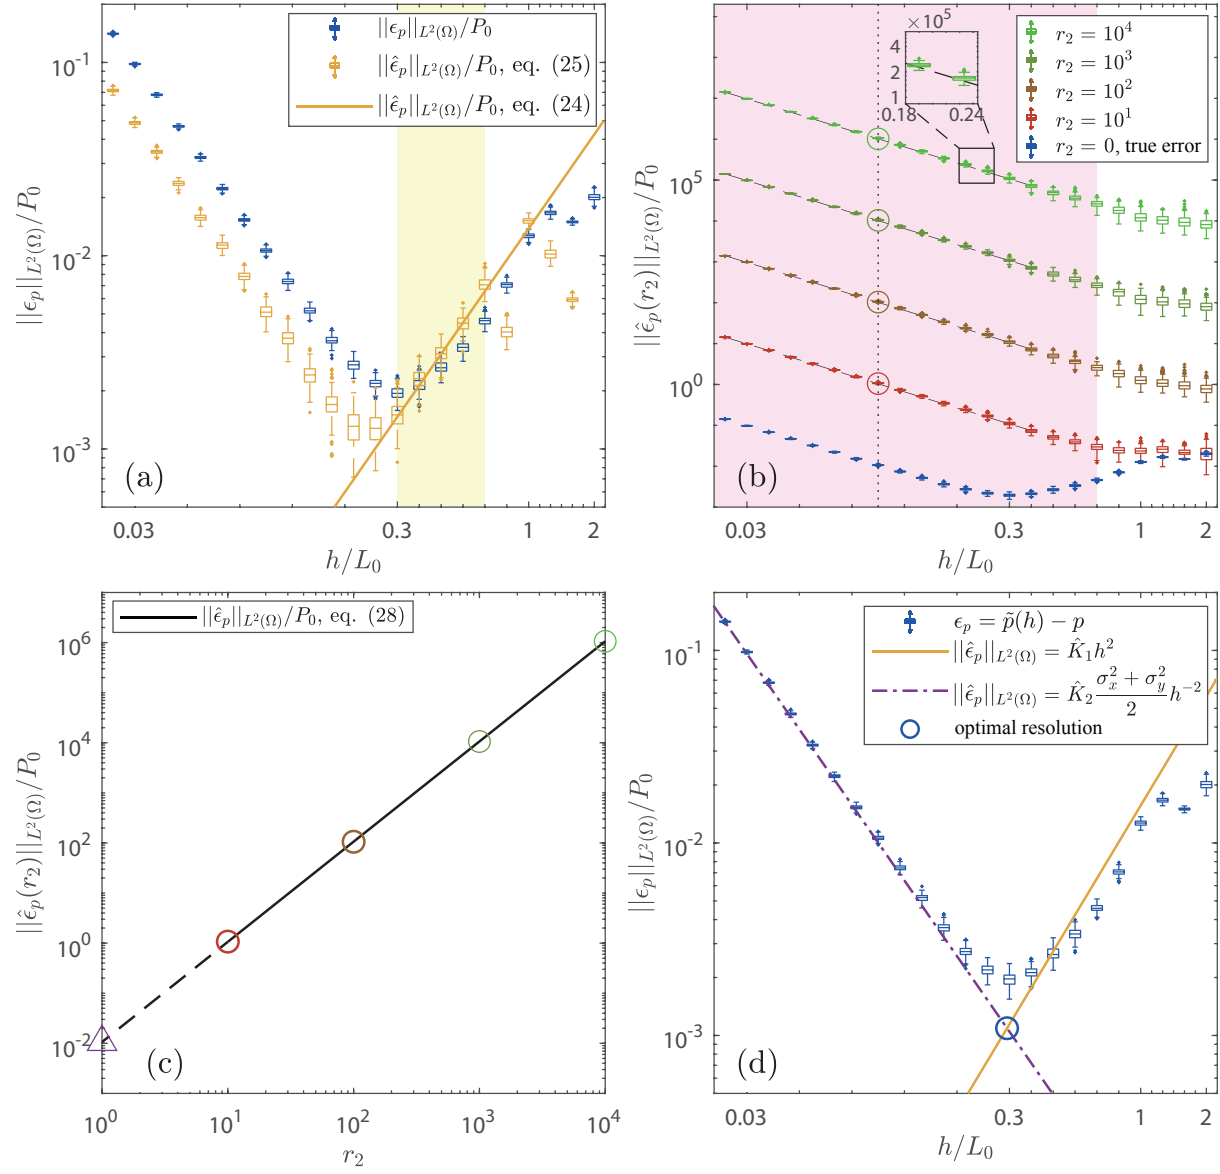 ||ϵ_p||_{L²(Ω)}/P_0
||ϵ̂_p||_{L²(Ω)}/P_0, eq. (25)
||ϵ̂_p||_{L²(Ω)}/P_0, eq. (24)
10^{-1}
10^{-2}
10^{-3}
||ϵ_p||_{L²(Ω)}/P_0
(a)
0.03
0.3
1
2
h/L_0
×10^5
4
2
1
0.18
0.24
r_2 = 10^4
r_2 = 10^3
r_2 = 10^2
r_2 = 10^1
r_2 = 0, true error
10^5
10^0
||ϵ̂_p(r_2)||_{L²(Ω)}/P_0
(b)
0.03
0.3
1
2
h/L_0
||ϵ̂_p||_{L²(Ω)}/P_0, eq. (28)
10^6
10^4
10^2
10^0
10^{-2}
||ϵ̂_p(r_2)||_{L²(Ω)}/P_0
(c)
10^0
10^1
10^2
10^3
10^4
r_2
ϵ_p = p̃(h) − p
||ϵ̂_p||_{L²(Ω)} = K̂_1h²
||ϵ̂_p||_{L²(Ω)} = K̂_2 \frac{σ_x² + σ_y²}{2} h^{-2}
optimal resolution
10^{-1}
10^{-2}
10^{-3}
||ϵ_p||_{L²(Ω)}/P_0
(d)
0.03
0.3
1
2
h/L_0